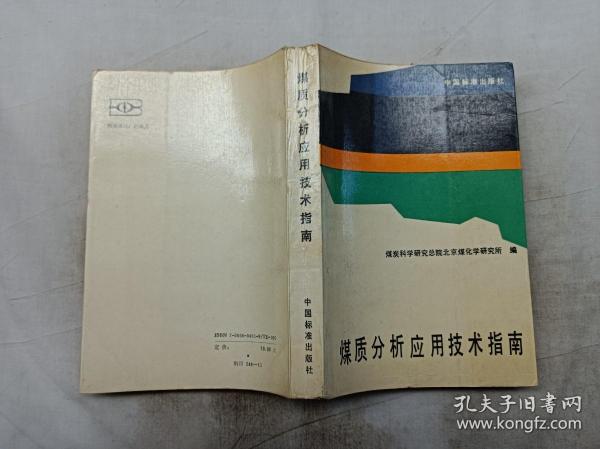 中国标准出版社
煤炭科学研究总院北京煤化学研究所 编
煤质分析应用技术指南
煤质分析应用技术指南
中国标准出版社
定价:
孔夫子旧書网
www.kongfz.com